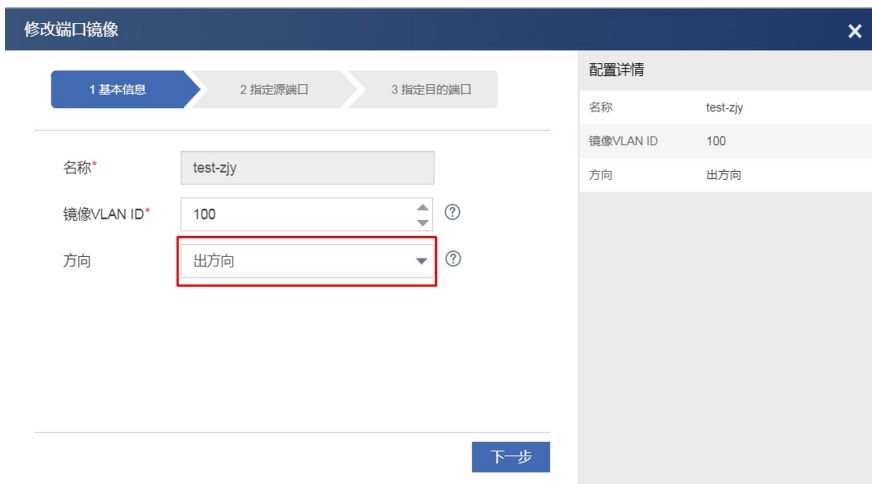 修改端口镜像
1 基本信息
2 指定源端口
3 指定目的端口
名称*
test-zjy
镜像VLAN ID*
100
方向
出方向
下一步
配置详情
名称 test-zjy
镜像VLAN ID 100
方向 出方向